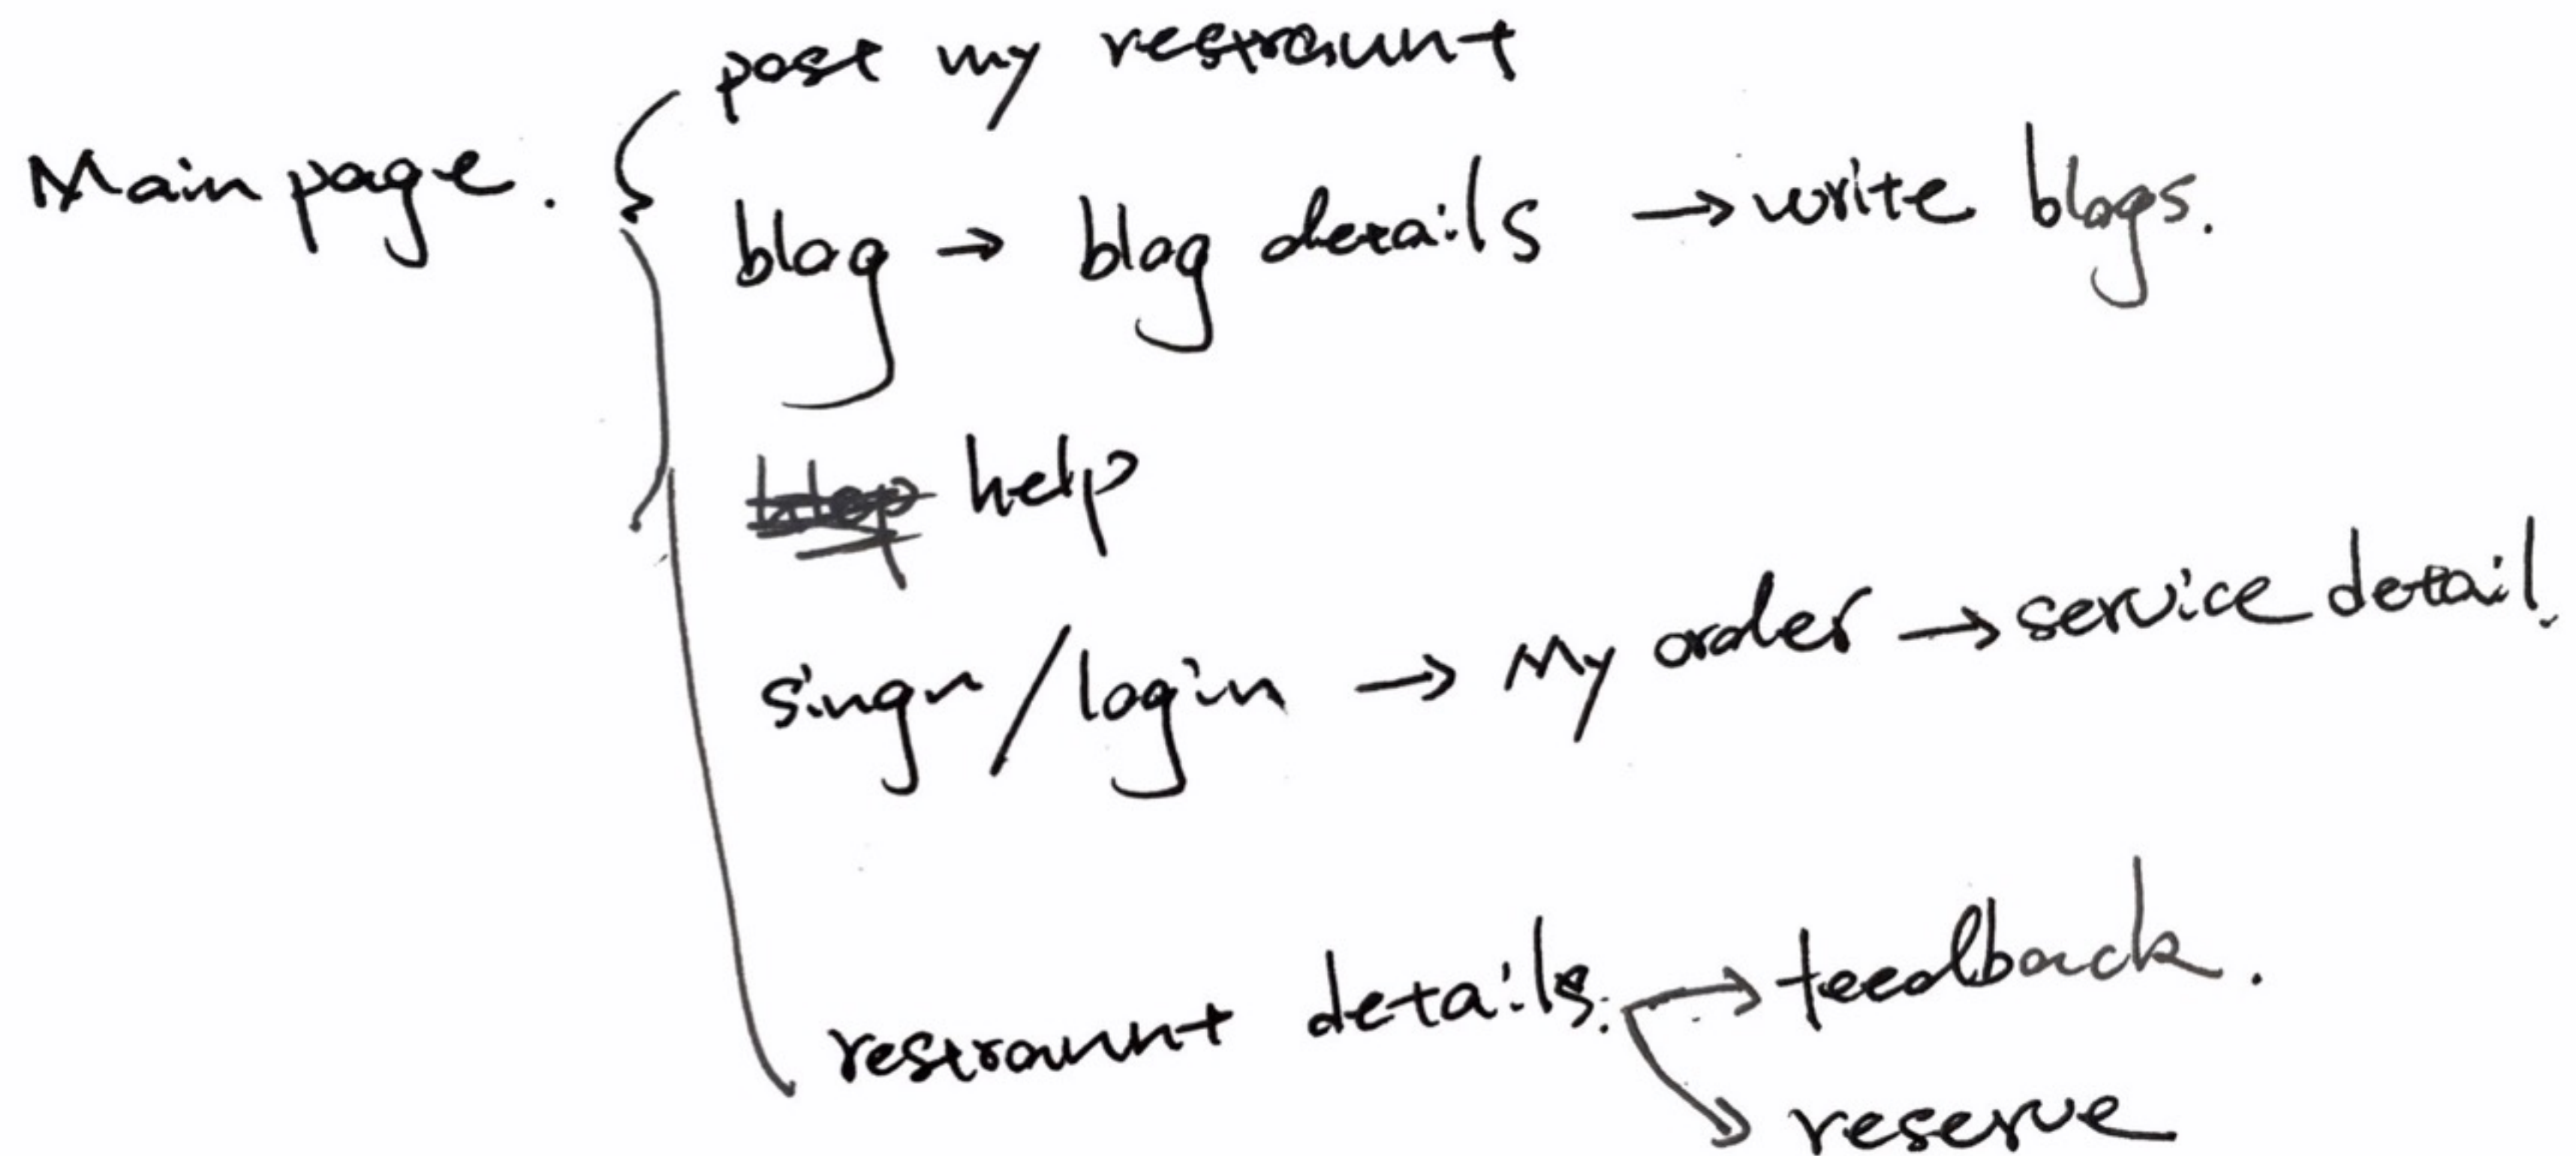 post my restraunt
Main page.
blog → blog details → write blogs.
help
singn/login → My order → service detail.
restraunt details. → feedback.
→ reserve